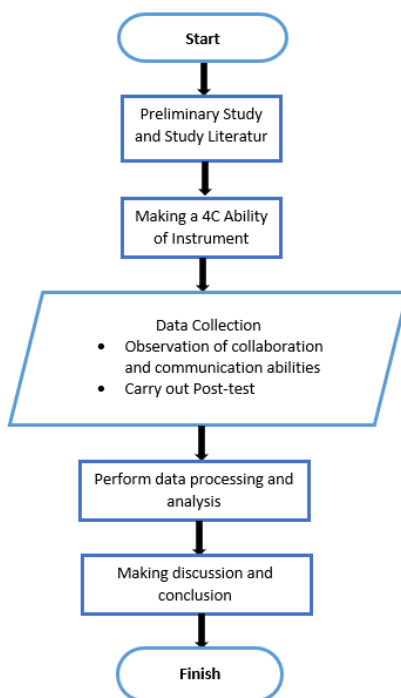 Start
Preliminary Study
and Study Literatur
Making a 4C Ability
of Instrument
Data Collection
• Observation of collaboration
and communication abilities
• Carry out Post-test
Perform data processing and
analysis
Making discussion and
conclusion
Finish